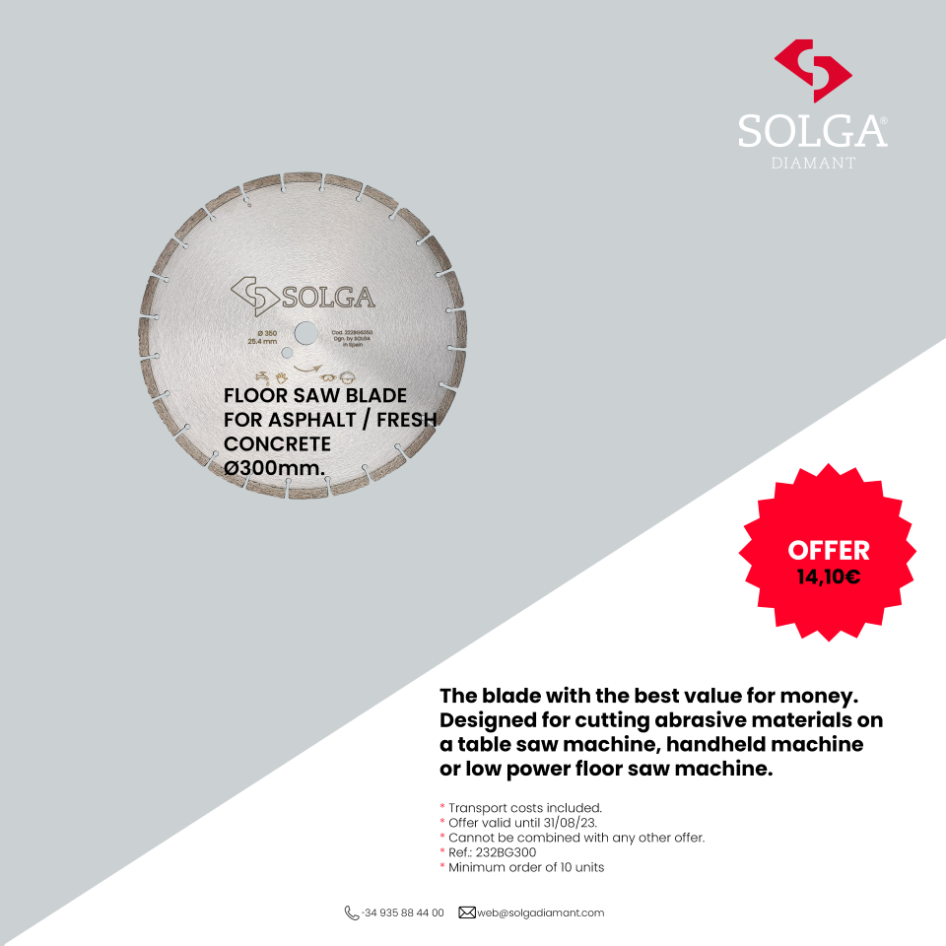 SOLGA®
DIAMANT
SOLGA
Ø 350
25.4 mm
Dgn. by SOLGA
in Spain
FLOOR SAW BLADE
FOR ASPHALT / FRESH
CONCRETE
Ø300mm.
OFFER
14,10€
The blade with the best value for money.
Designed for cutting abrasive materials on
a table saw machine, handheld machine
or low power floor saw machine.
* Transport costs included.
* Offer valid until 31/08/23.
* Cannot be combined with any other offer.
* Ref.: 232BG300
* Minimum order of 10 units
-34 935 88 44 00 web@solgadiamant.com